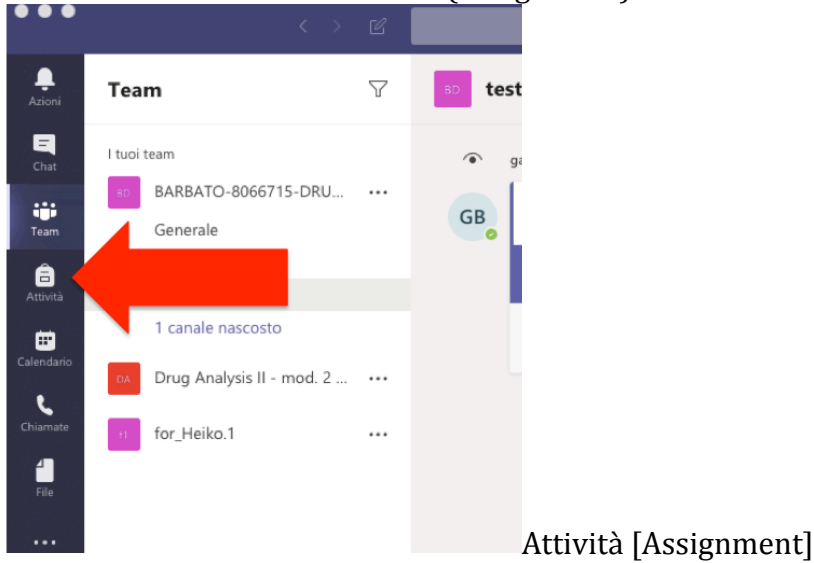 Team
test
Azioni
I tuoi team
Chat
BD
BARBATO-8066715-DRU...
GB
Team
Generale
Attività
1 canale nascosto
Calendario
DA
Drug Analysis II - mod. 2 ...
Chiamate
for_Heiko.1
File
Attività [Assignment]